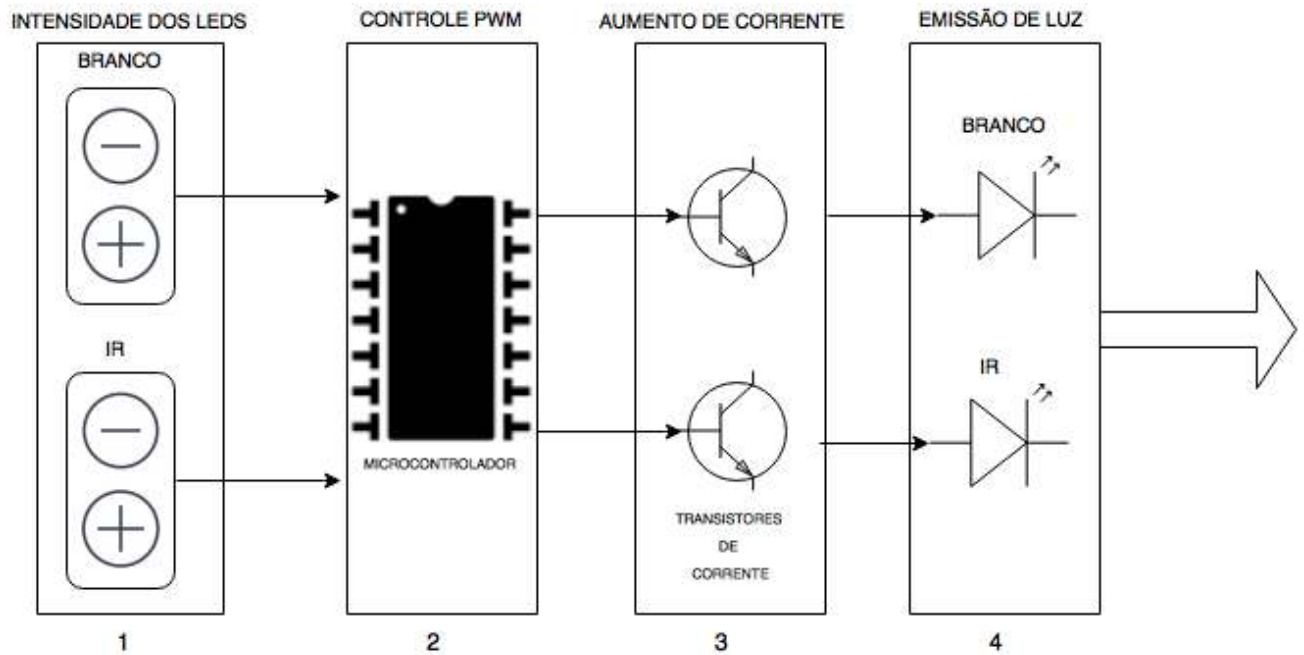 INTENSIDADE DOS LEDS
BRANCO
IR
1
CONTROLE PWM
MICROCONTROLADOR
2
AUMENTO DE CORRENTE
TRANSISTORES
DE
CORRENTE
3
EMISSÃO DE LUZ
BRANCO
IR
4